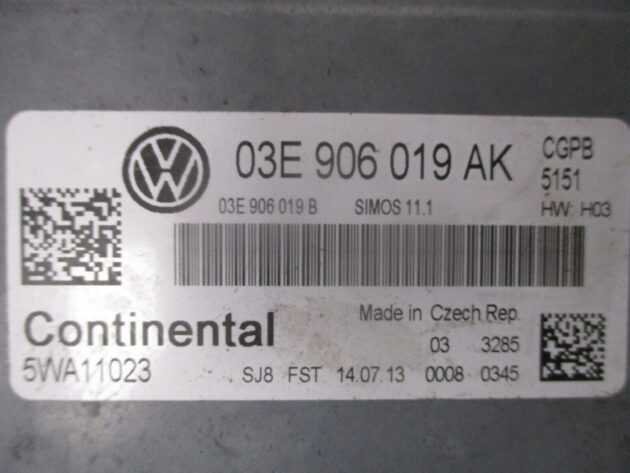 03E 906 019 AK CGPB
5151
03E 906 019 B SIMOS 11.1 HW: H03
Continental Made in Czech Rep.
03 3285
5WA11023 SJ8 FST 14.07.13 0008 0345